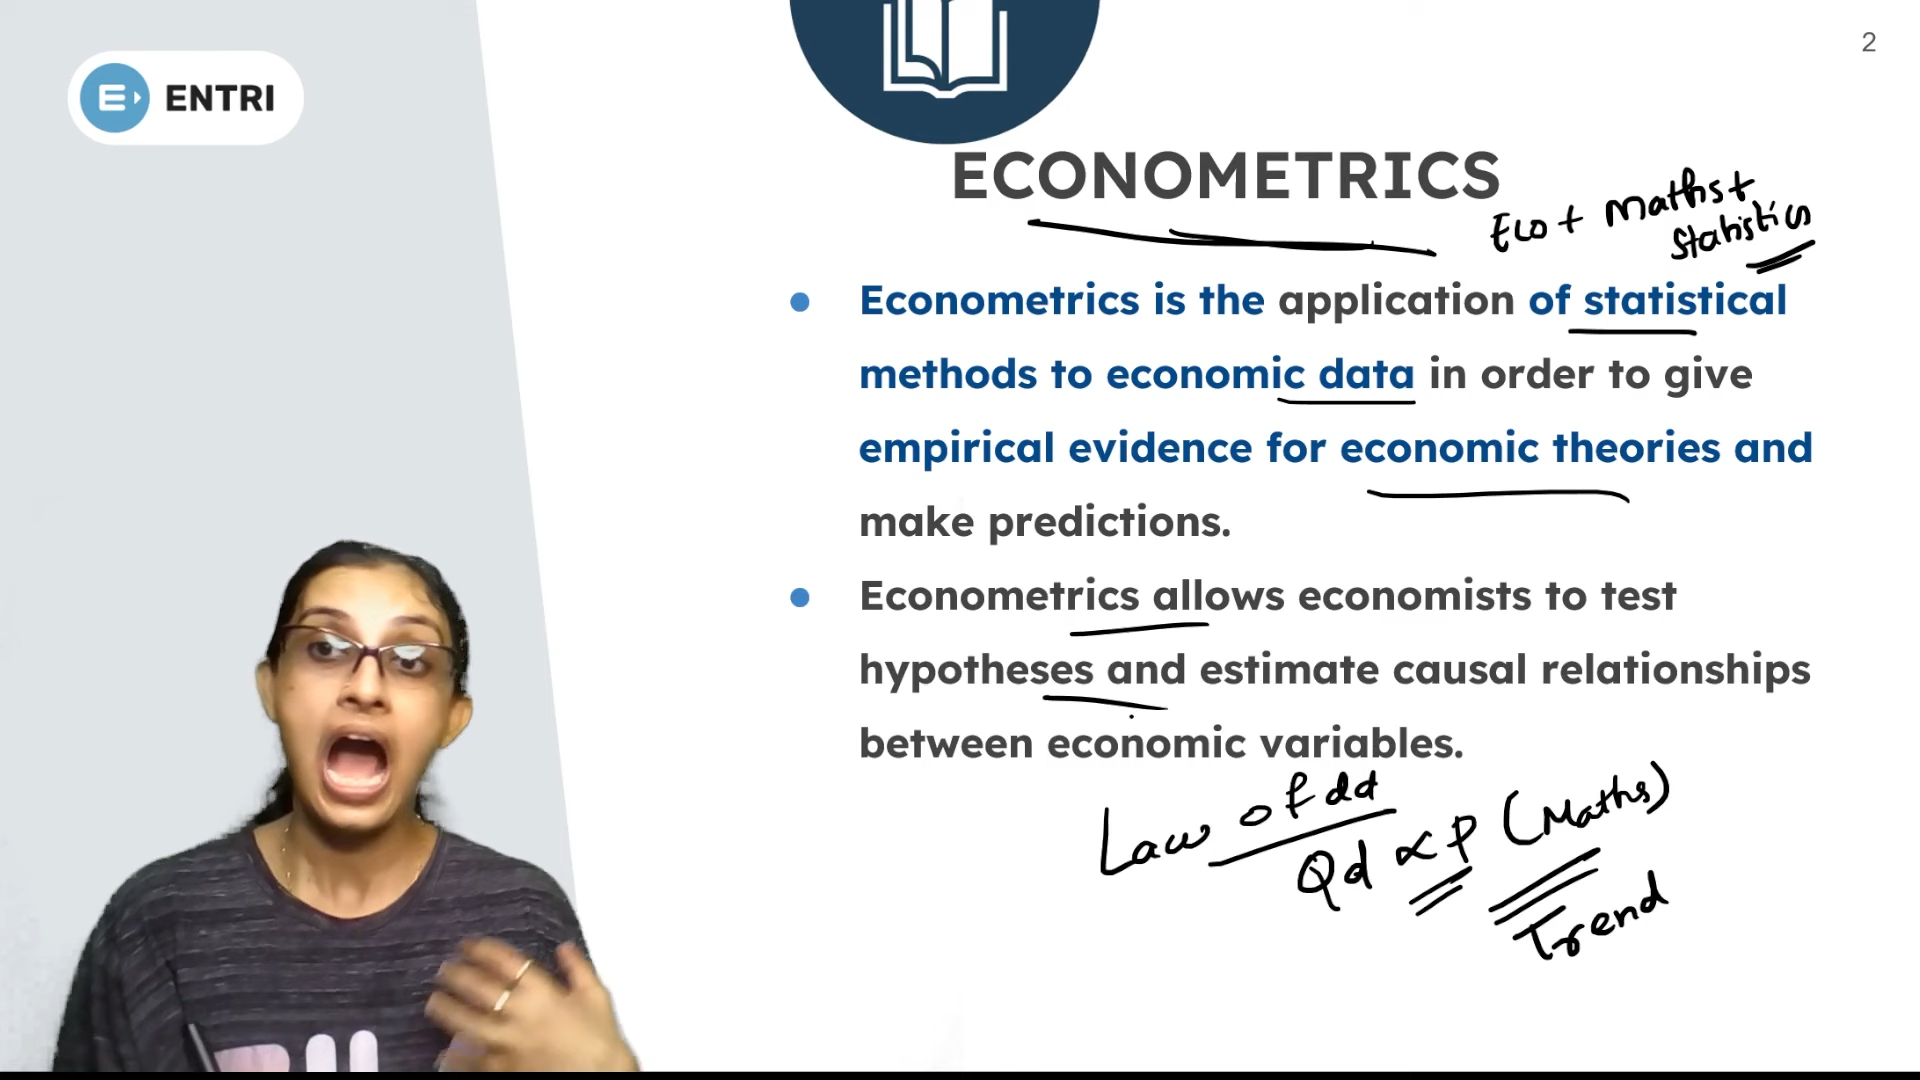 2
ENTRI
ECONOMETRICS
Eco + Maths +
Statistics
Econometrics is the application of statistical
methods to economic data in order to give
empirical evidence for economic theories and
make predictions.
Econometrics allows economists to test
hypotheses and estimate causal relationships
between economic variables.
Law of dd
Qd ∝ P (Maths)
Trend